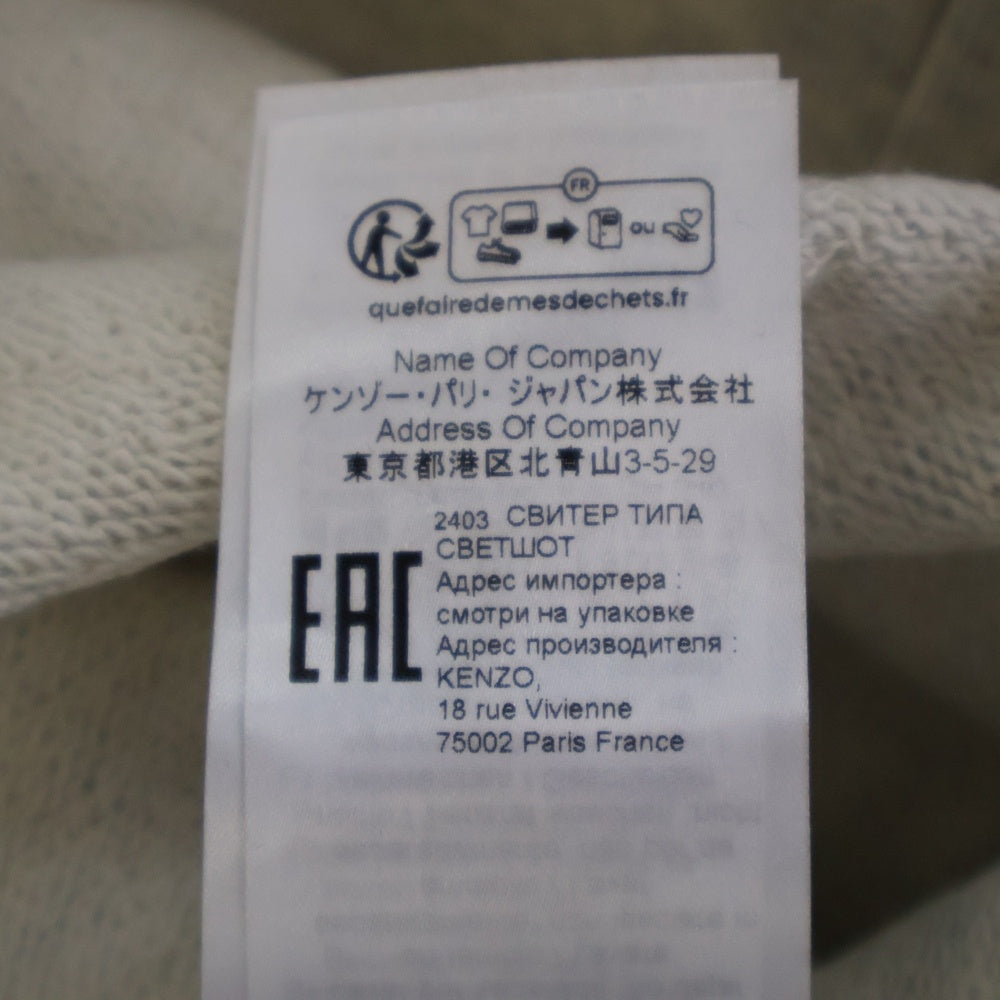 FR
ou
quefairedemesdechets.fr
Name Of Company
ケンゾー・パリ・ジャパン株式会社
Address Of Company
東京都港区北青山3-5-29
2403 СВИТЕР ТИПА
СВЕТШОТ
EAC
Адрес импортера :
смотри на упаковке
Адрес производителя :
KENZO,
18 rue Vivienne
75002 Paris France